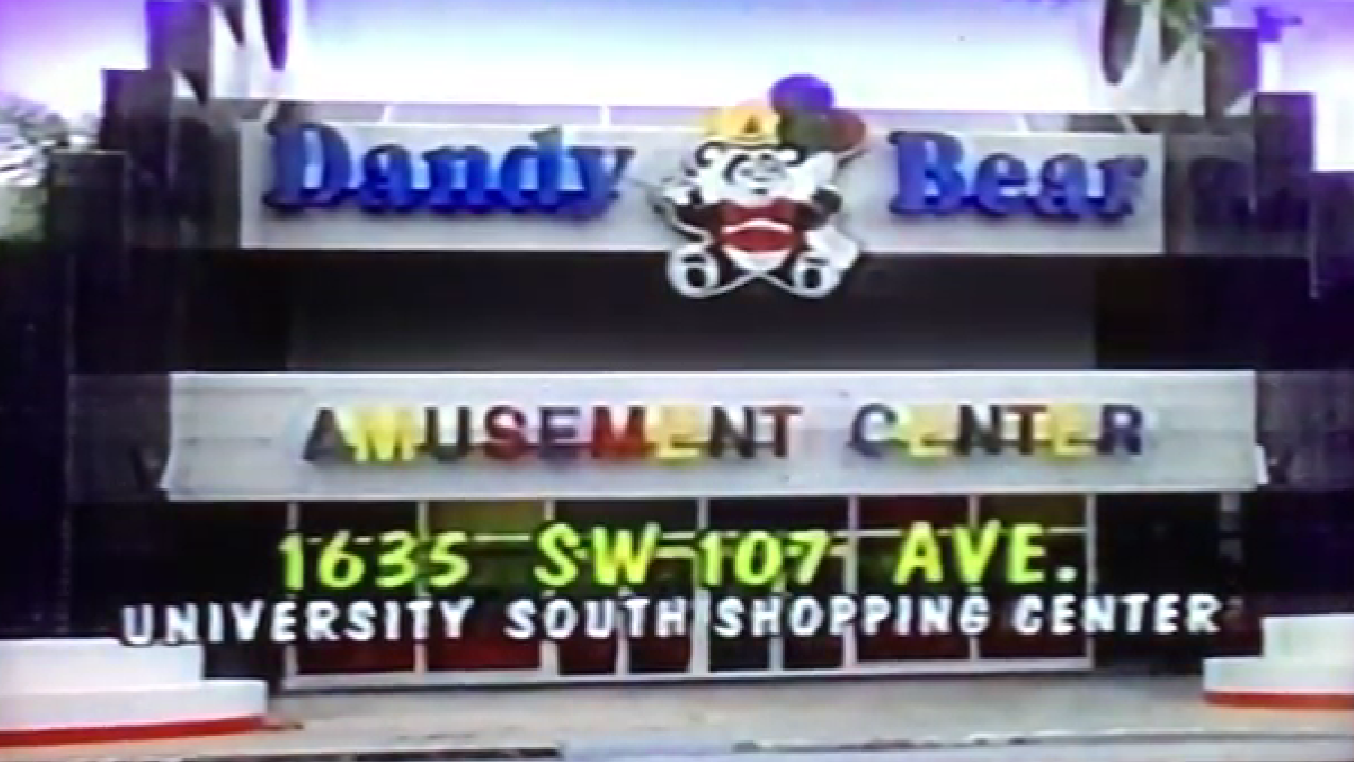 Dandy Bear
AMUSEMENT CENTER
1635 SW 107 AVE.
UNIVERSITY SOUTH SHOPPING CENTER